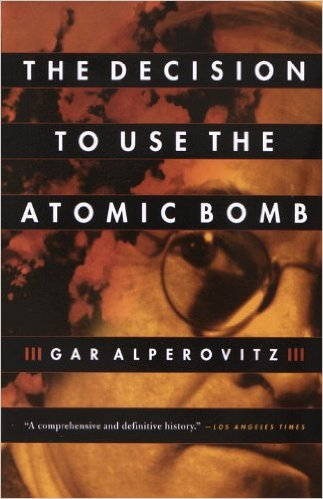 THE DECISION
TO USE THE
ATOMIC BOMB
GAR ALPEROVITZ
"A comprehensive and definitive history." —LOS ANGELES TIMES